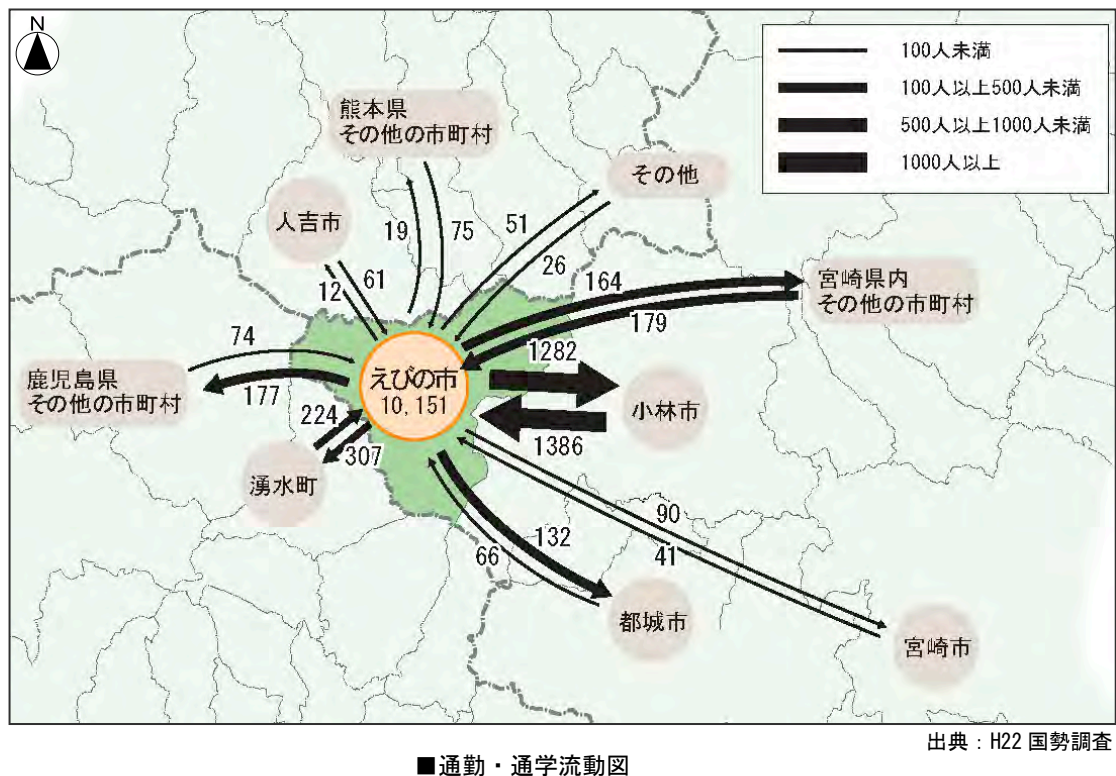 N
100人未満
100人以上500人未満
500人以上1000人未満
1000人以上
熊本県
その他の市町村
その他
人吉市
19
75
51
26
12
61
164
179
宮崎県内
その他の市町村
74
177
鹿児島県
その他の市町村
えびの市
10,151
1282
1386
小林市
224
307
湧水町
132
66
都城市
90
41
宮崎市
出典：H22 国勢調査
■通勤・通学流動図